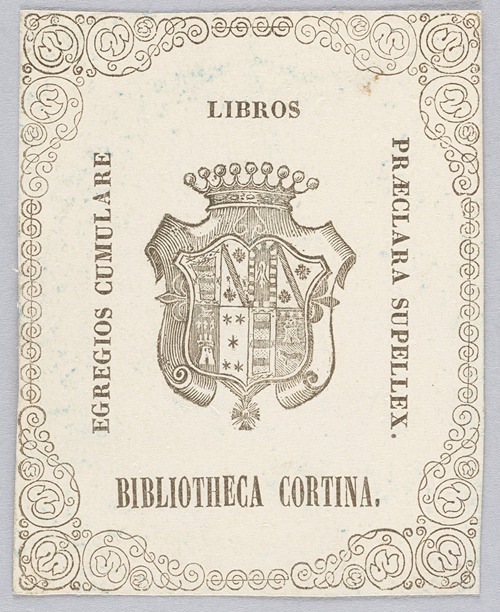 EGREGIOS CUMULARE
LIBROS
PRÆCLARA SUPELLEX.
BIBLIOTHECA CORTINA.